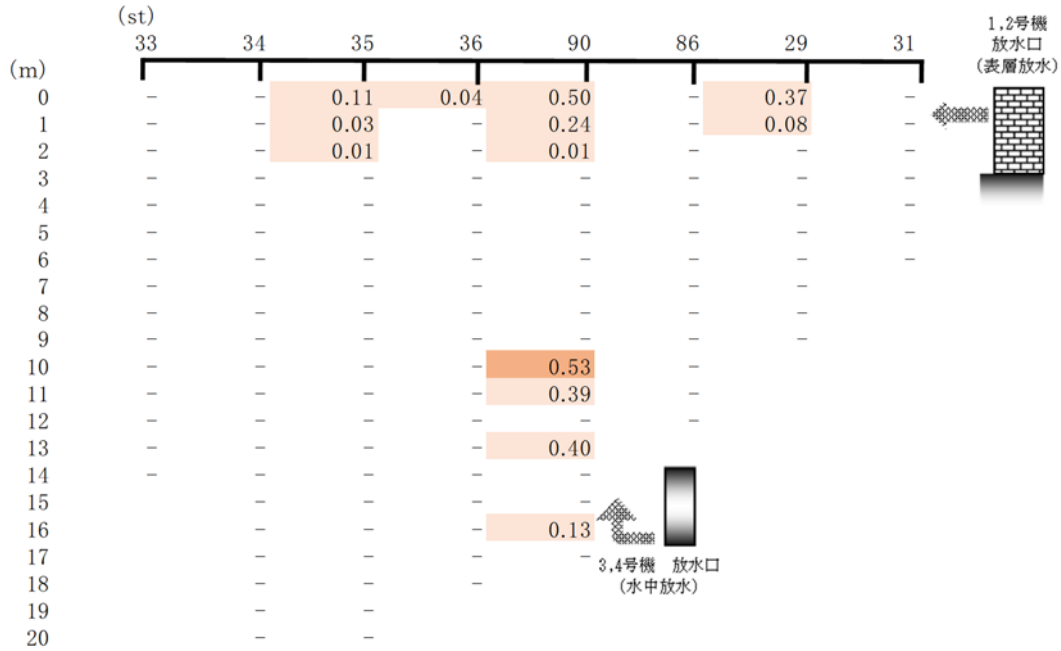 (st)
33 34 35 36 90 86 29 31
1,2号機
放水口
(表層放水)
(m)
0 － － 0.11 0.04 0.50 － 0.37 －
1 － － 0.03 － 0.24 － 0.08 －
2 － － 0.01 － 0.01 － － －
3 － － － － － － － －
4 － － － － － － － －
5 － － － － － － － －
6 － － － － － － － －
7 － － － － － － －
8 － － － － － － －
9 － － － － － － －
10 － － － － 0.53 －
11 － － － － 0.39 －
12 － － － － － －
13 － － － － 0.40
14 － － － － －
15 － － － －
16 － － － 0.13
17 － － － －
18 － － －
19 － －
20 － －
3,4号機 放水口
(水中放水)